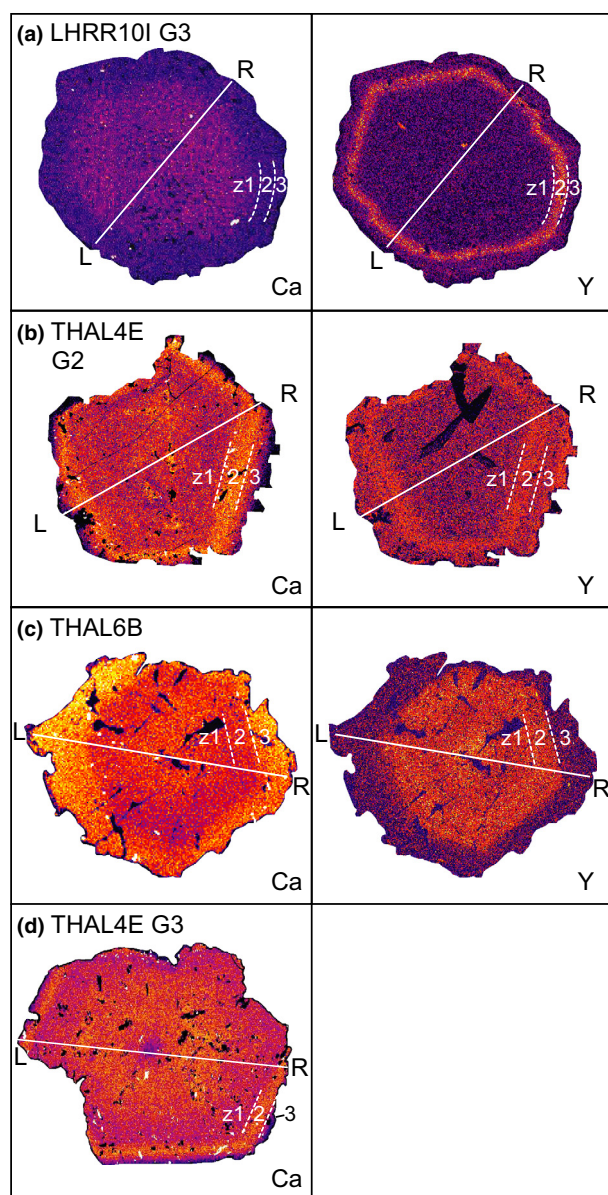 (a) LHRR10I G3
R
R
z1 2 3
z1 2 3
L
L
Ca
Y
(b) THAL4E
G2
R
R
z1 2 3
z1 2 3
L
L
Ca
Y
(c) THAL6B
L
L
z1 2 3
z1 2 3
R
R
Ca
Y
(d) THAL4E G3
L
R
z1 2 3
Ca